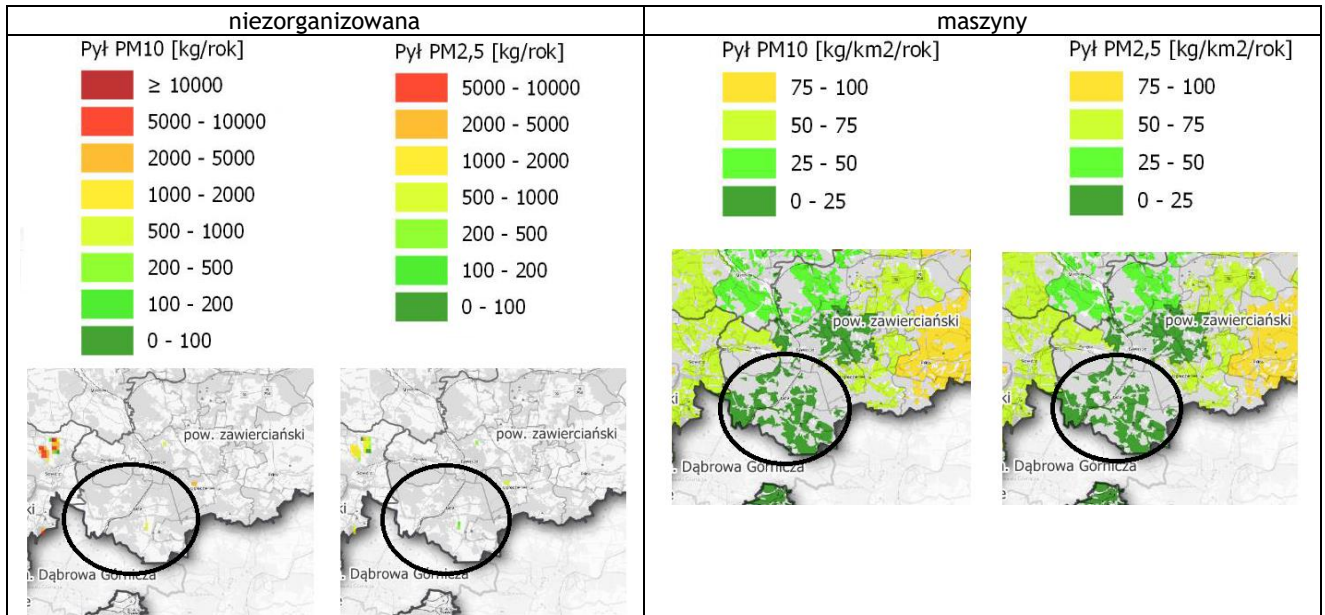 niezorganizowana
Pył PM10 [kg/rok]
≥ 10000
5000 - 10000
2000 - 5000
1000 - 2000
500 - 1000
200 - 500
100 - 200
0 - 100
Pył PM2,5 [kg/rok]
5000 - 10000
2000 - 5000
1000 - 2000
500 - 1000
200 - 500
100 - 200
0 - 100
pow. zawierciański
ki
. Dąbrowa Górnicza
e
pow. zawierciański
ki
. Dąbrowa Górnicza
e
maszyny
Pył PM10 [kg/km2/rok]
75 - 100
50 - 75
25 - 50
0 - 25
Pył PM2,5 [kg/km2/rok]
75 - 100
50 - 75
25 - 50
0 - 25
pow. zawierciański
ki
. Dąbrowa Górnicza
e
pow. zawierciański
ki
. Dąbrowa Górnicza
e